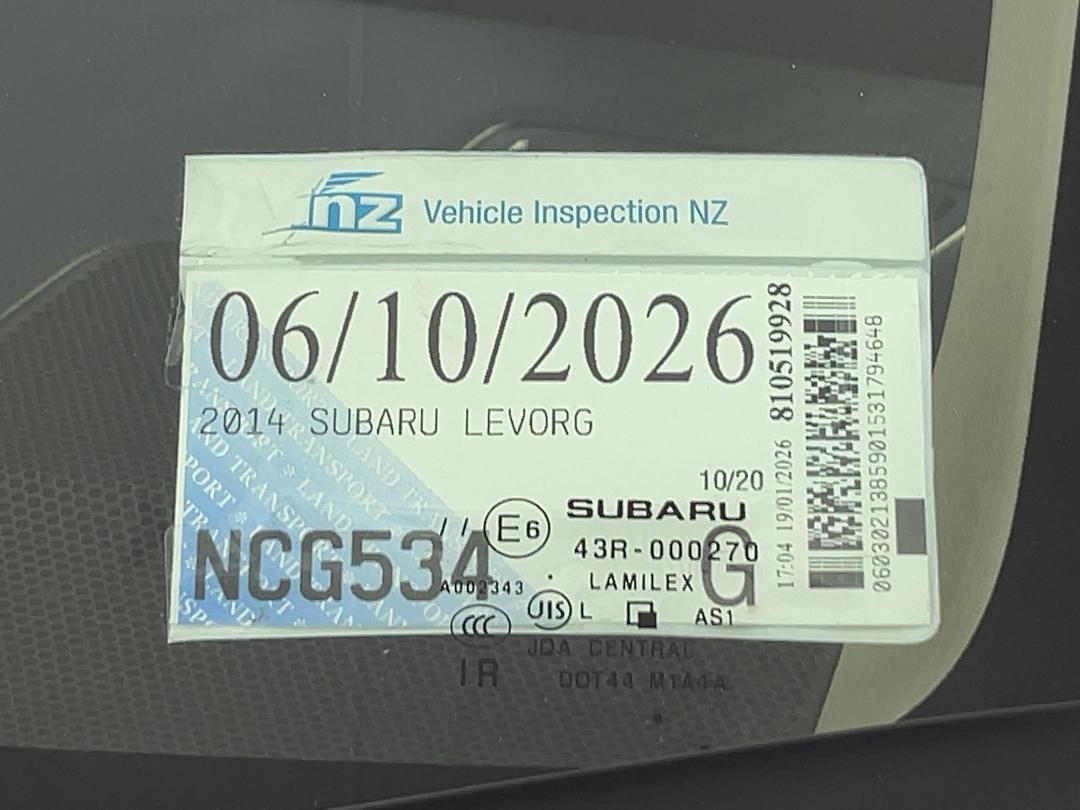 nz Vehicle Inspection NZ
06/10/2026
2014 SUBARU LEVORG
810519928
17:04 19/01/2026
0603021385901531794648
10/20
NCG534
G
// E6 SUBARU
43R-000270
A002343 . LAMILEX
CCC JIS L AS1
JDA CENTRAL
IR DOT44 M1A4A